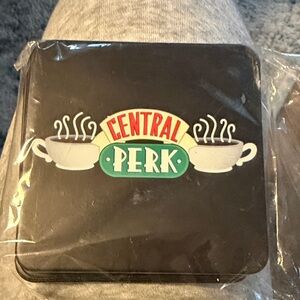 CENTRAL
· PERK ·